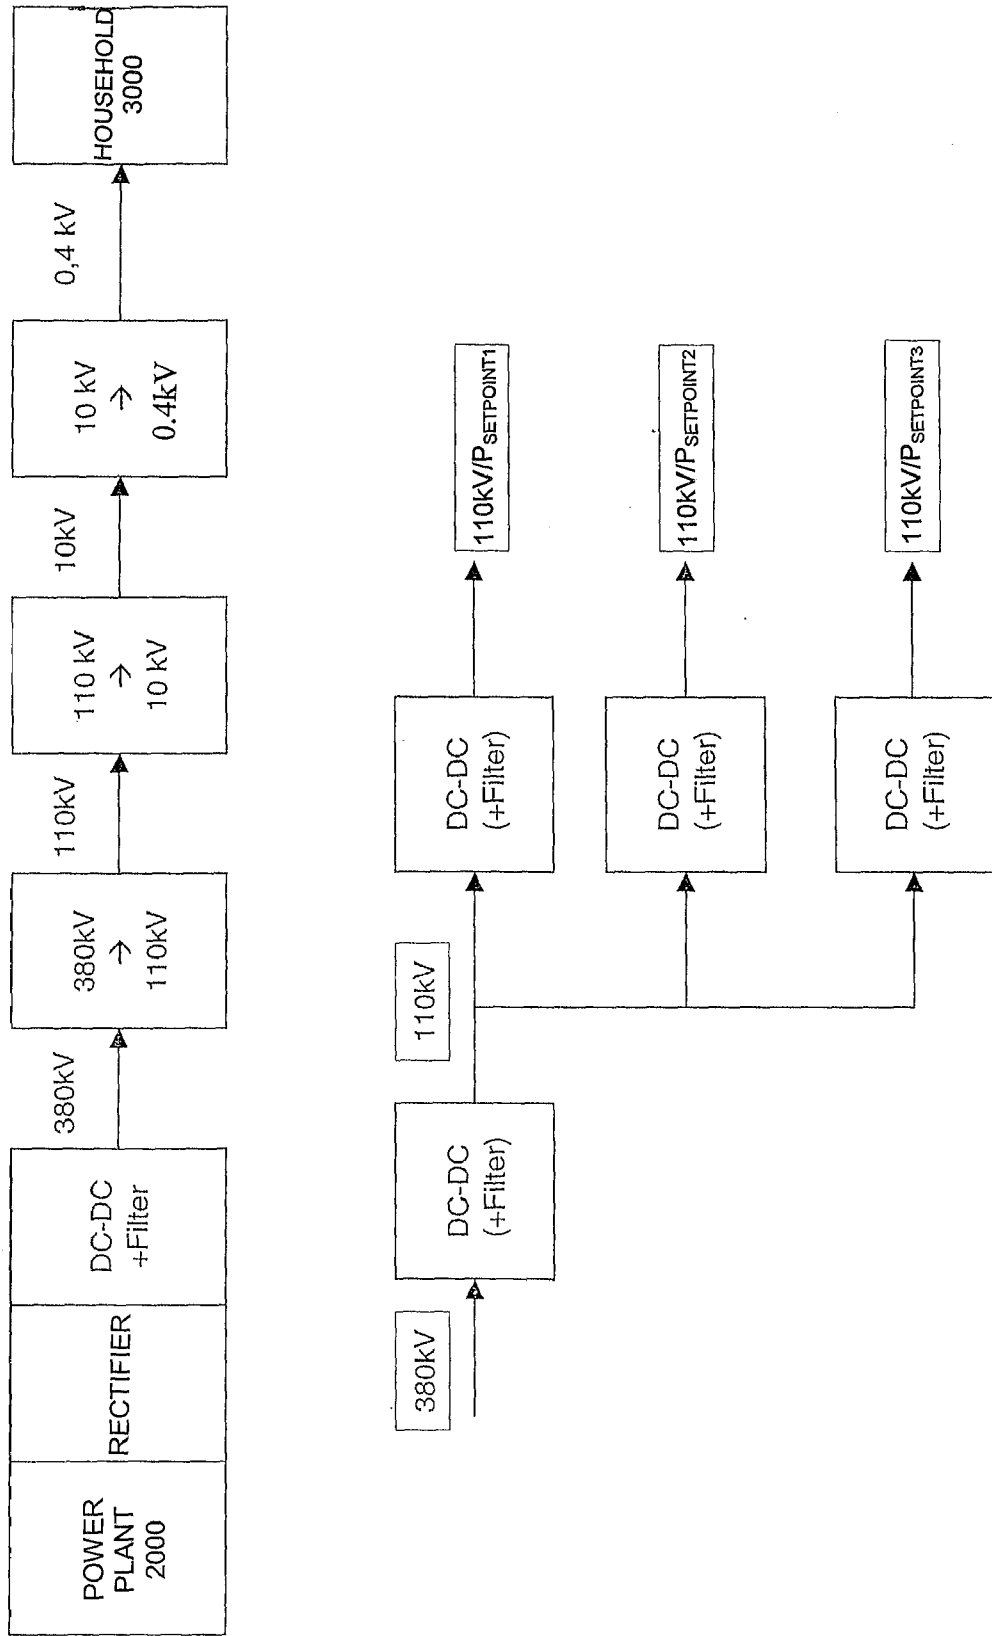 POWER
PLANT
2000
RECTIFIER
DC-DC
+Filter
380kV
380kV
→
110kV
110kV
110 kV
→
10 kV
10kV
10 kV
→
0.4kV
0,4 kV
HOUSEHOLD
3000
380kV
DC-DC
(+Filter)
110kV
DC-DC
(+Filter)
110kV/PSETPOINT1
DC-DC
(+Filter)
110kV/PSETPOINT2
DC-DC
(+Filter)
110kV/PSETPOINT3